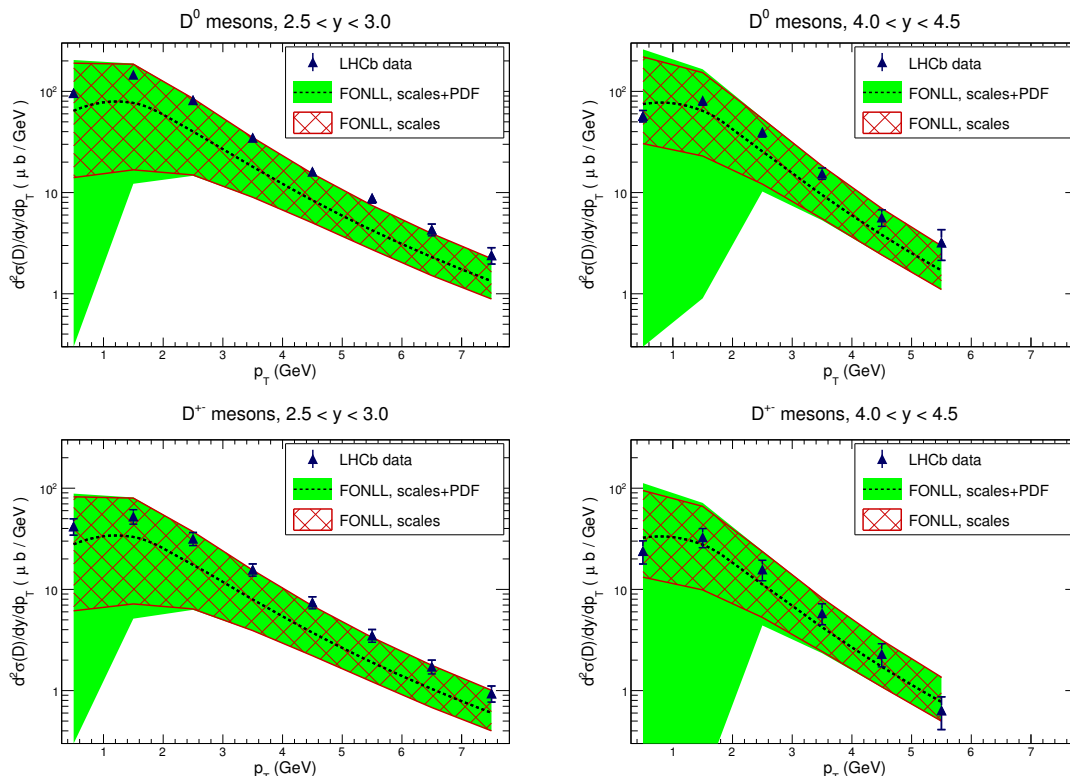 D⁰ mesons, 2.5 < y < 3.0
d²σ(D)/dy/dp_T ( μ b / GeV )
10²
10
1
LHCb data
FONLL, scales+PDF
FONLL, scales
1 2 3 4 5 6 7
p_T (GeV)
D⁰ mesons, 4.0 < y < 4.5
d²σ(D)/dy/dp_T ( μ b / GeV )
10²
10
1
LHCb data
FONLL, scales+PDF
FONLL, scales
1 2 3 4 5 6 7
p_T (GeV)
D⁺⁻ mesons, 2.5 < y < 3.0
d²σ(D)/dy/dp_T ( μ b / GeV )
10²
10
1
LHCb data
FONLL, scales+PDF
FONLL, scales
1 2 3 4 5 6 7
p_T (GeV)
D⁺⁻ mesons, 4.0 < y < 4.5
d²σ(D)/dy/dp_T ( μ b / GeV )
10²
10
1
LHCb data
FONLL, scales+PDF
FONLL, scales
1 2 3 4 5 6 7
p_T (GeV)